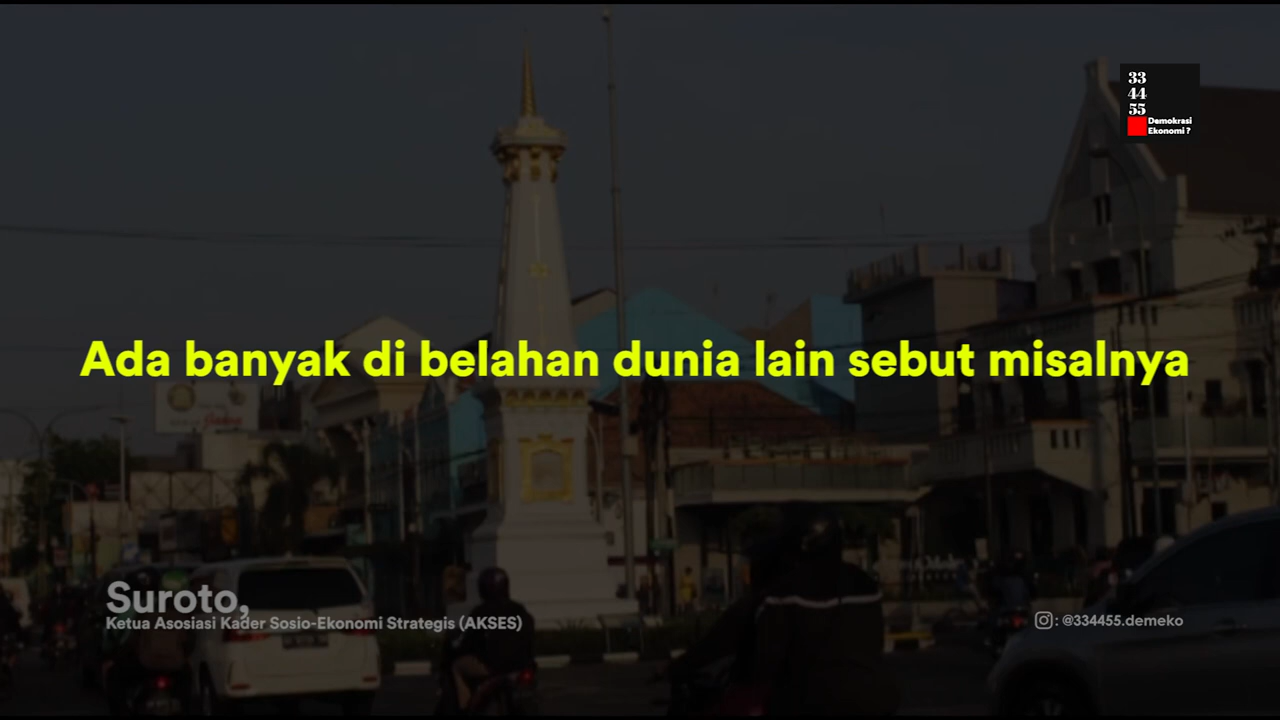 33
44
55
Demokrasi
Ekonomi ?
Ada banyak di belahan dunia lain sebut misalnya
Suroto,
Ketua Asosiasi Kader Sosio-Ekonomi Strategis (AKSES)
: @334455.demeko